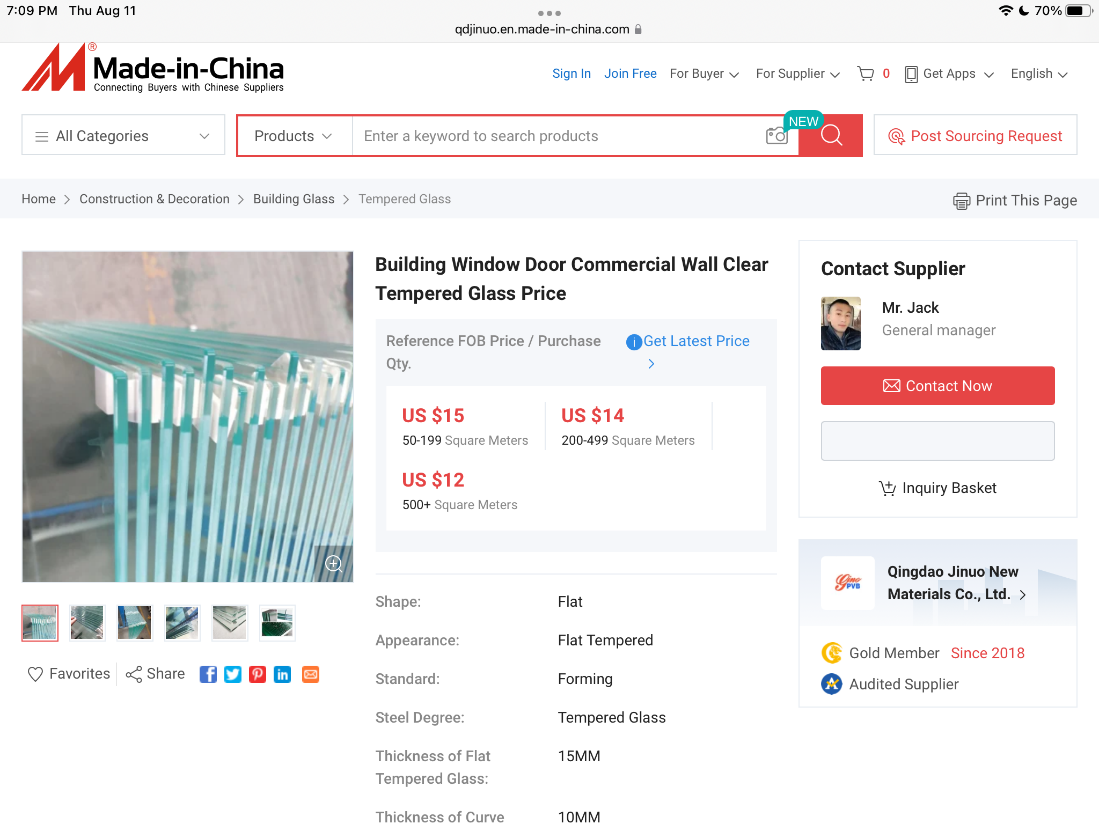 7:09 PM Thu Aug 11
70%
qdjinuo.en.made-in-china.com
Made-in-China
®
Connecting Buyers with Chinese Suppliers
Sign In Join Free For Buyer For Supplier 0 Get Apps English
All Categories
Products
Enter a keyword to search products
NEW
Post Sourcing Request
Home > Construction & Decoration > Building Glass > Tempered Glass
Print This Page
Building Window Door Commercial Wall Clear
Tempered Glass Price
Reference FOB Price / Purchase
Qty.
Get Latest Price
US $15
50-199 Square Meters
US $14
200-499 Square Meters
US $12
500+ Square Meters
Shape: Flat
Appearance: Flat Tempered
Standard: Forming
Steel Degree: Tempered Glass
Thickness of Flat
Tempered Glass:
15MM
Thickness of Curve 10MM
Favorites
Share
Contact Supplier
Mr. Jack
General manager
Contact Now
Inquiry Basket
Gino
PVB
Qingdao Jinuo New
Materials Co., Ltd.
Gold Member Since 2018
Audited Supplier